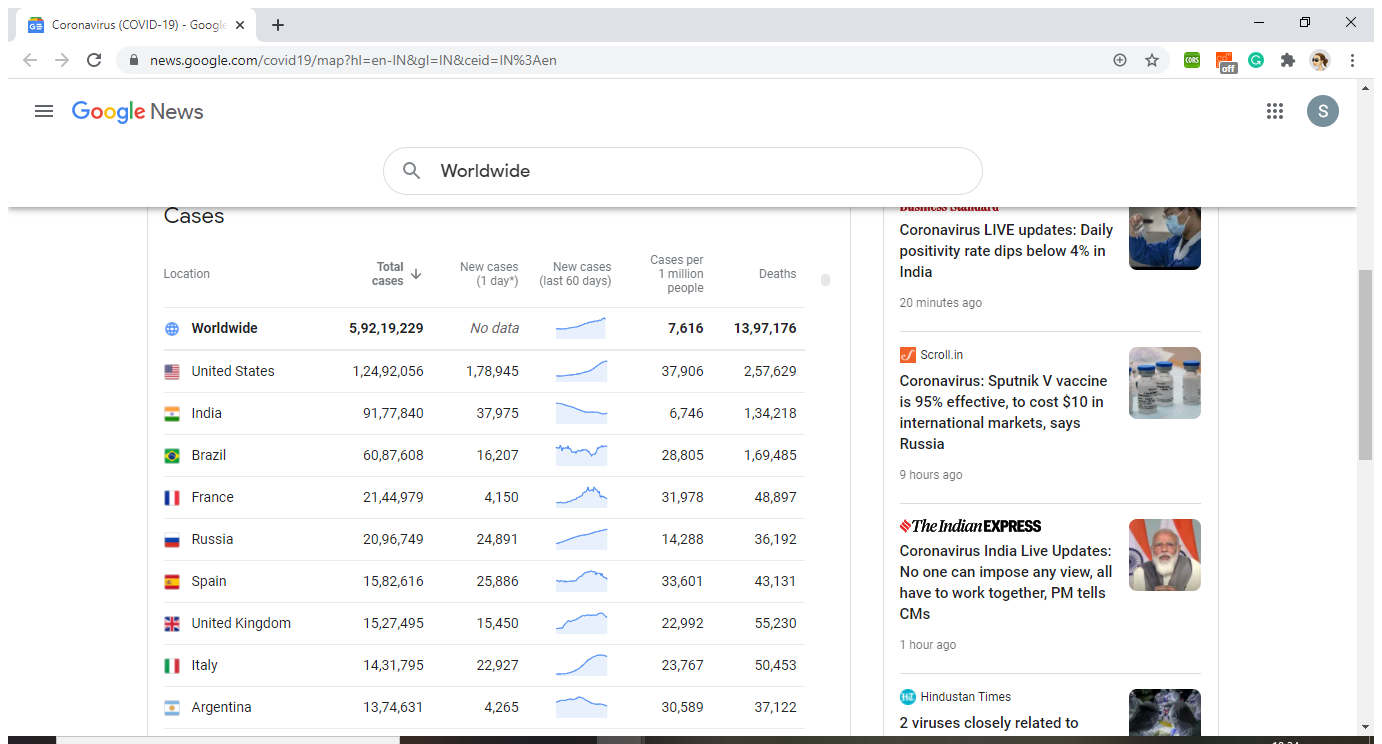 Coronavirus (COVID-19) - Google
news.google.com/covid19/map?hl=en-IN&gl=IN&ceid=IN%3Aen
CORS
off
Google News
S
Worldwide
Cases
Location Total cases New cases (1 day*) New cases (last 60 days) Cases per 1 million people Deaths
Worldwide 5,92,19,229 No data 7,616 13,97,176
United States 1,24,92,056 1,78,945 37,906 2,57,629
India 91,77,840 37,975 6,746 1,34,218
Brazil 60,87,608 16,207 28,805 1,69,485
France 21,44,979 4,150 31,978 48,897
Russia 20,96,749 24,891 14,288 36,192
Spain 15,82,616 25,886 33,601 43,131
United Kingdom 15,27,495 15,450 22,992 55,230
Italy 14,31,795 22,927 23,767 50,453
Argentina 13,74,631 4,265 30,589 37,122
Business Standard
Coronavirus LIVE updates: Daily
positivity rate dips below 4% in
India
20 minutes ago
Scroll.in
Coronavirus: Sputnik V vaccine
is 95% effective, to cost $10 in
international markets, says
Russia
9 hours ago
The Indian EXPRESS
Coronavirus India Live Updates:
No one can impose any view, all
have to work together, PM tells
CMs
1 hour ago
HT
Hindustan Times
2 viruses closely related to